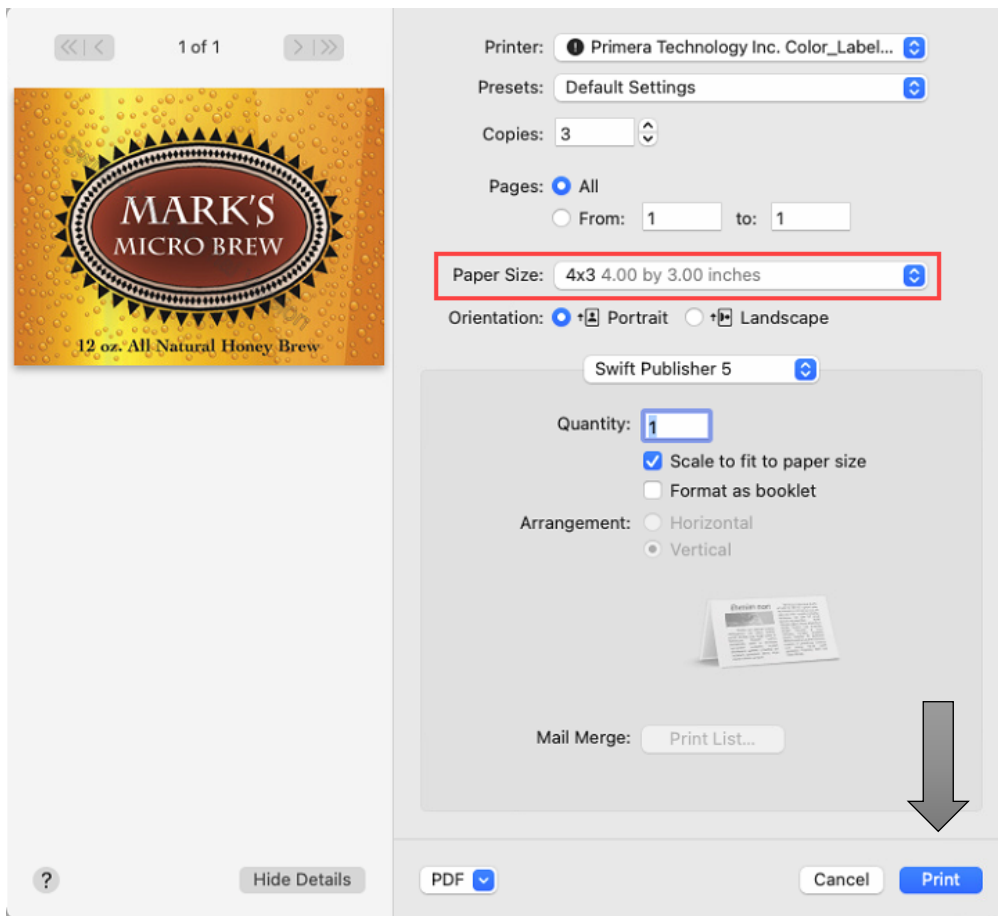 1 of 1
MARK'S
MICRO BREW
12 oz. All Natural Honey Brew
Printer: Primera Technology Inc. Color_Label...
Presets: Default Settings
Copies: 3
Pages: All
From: 1 to: 1
Paper Size: 4x3 4.00 by 3.00 inches
Orientation: Portrait Landscape
Swift Publisher 5
Quantity: 1
Scale to fit to paper size
Format as booklet
Arrangement: Horizontal
Vertical
Mail Merge: Print List...
? Hide Details PDF Cancel Print